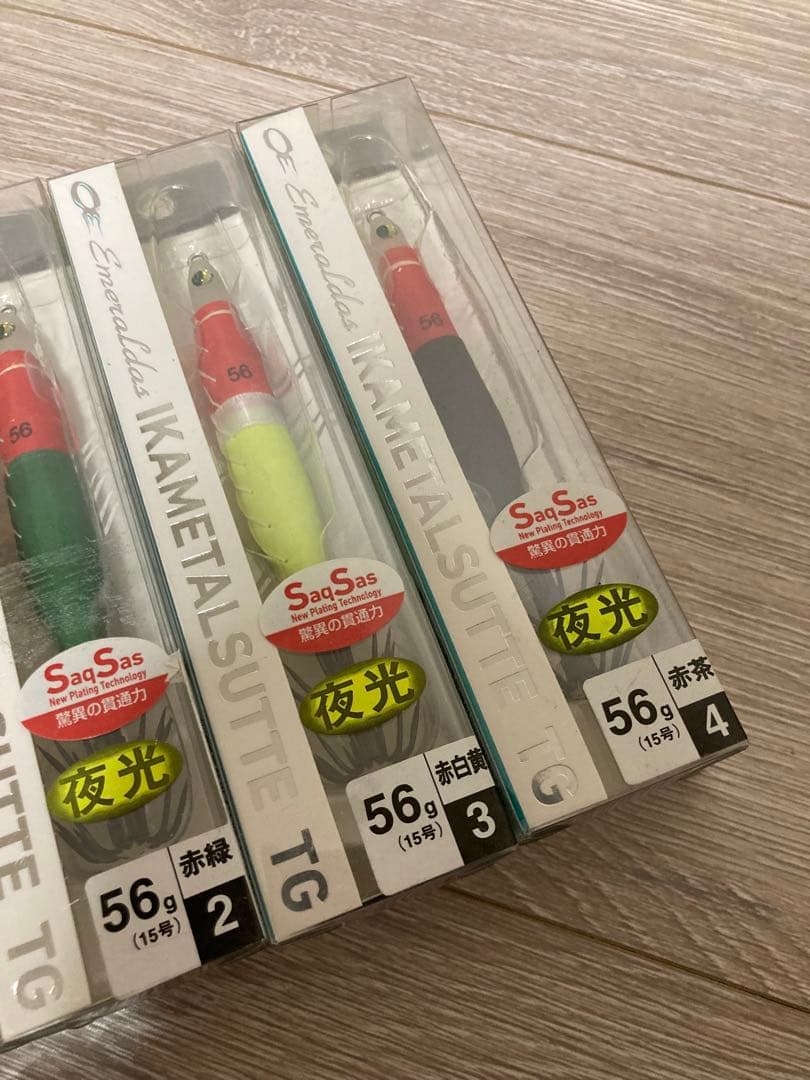 SUTTE TG
56
SaqSas
New Plating Technology
驚異の貫通力
夜光
56g
(15号)
赤緑
2
OE Emeraldas IKAMETALSUTTE TG
56
SaqSas
New Plating Technology
驚異の貫通力
夜光
56g
(15号)
赤白黄
3
OE Emeraldas IKAMETALSUTTE TG
56
SaqSas
New Plating Technology
驚異の貫通力
夜光
56g
(15号)
赤茶
4